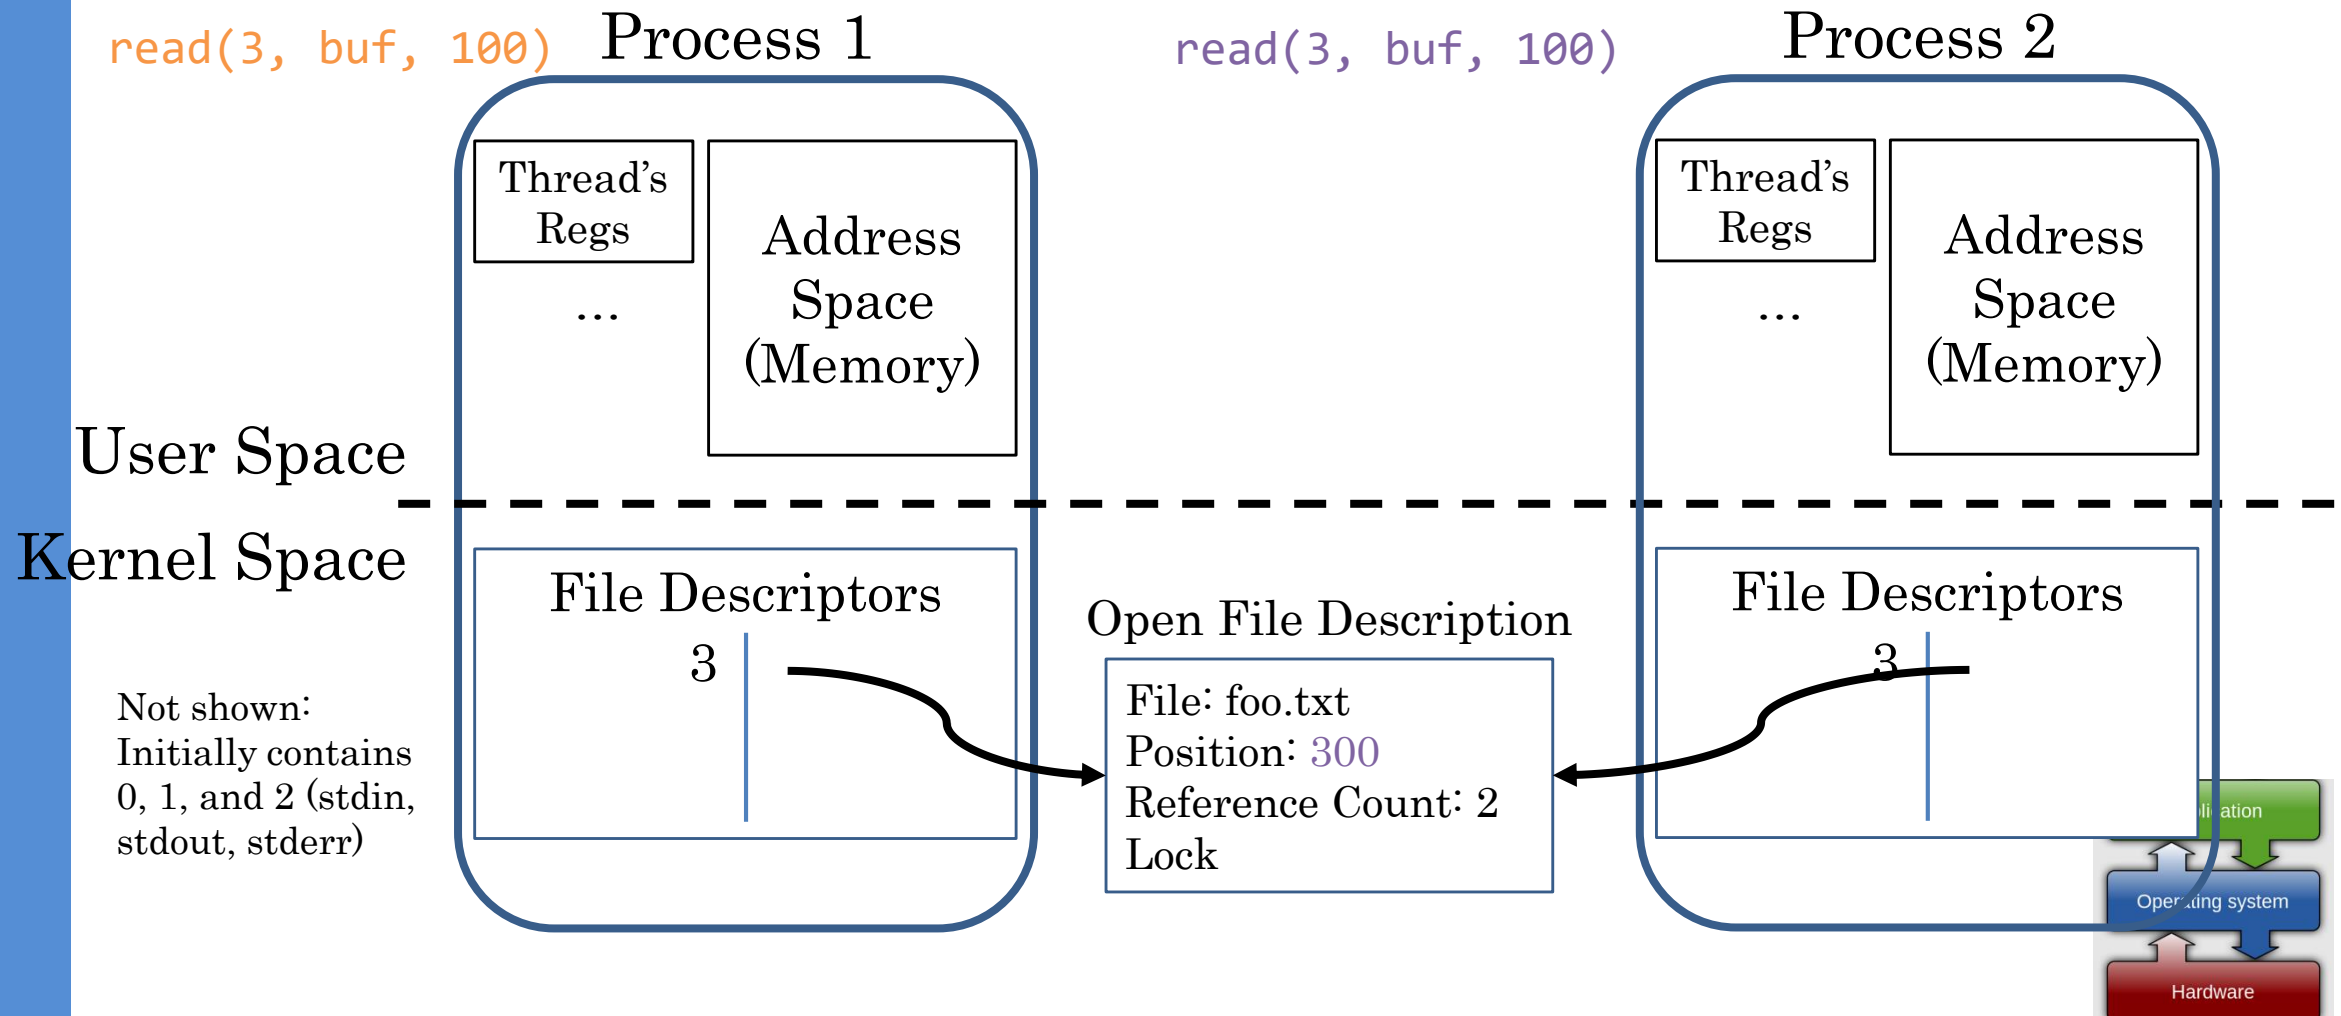 read(3, buf, 100)
Process 1
read(3, buf, 100)
Process 2
Thread’s
Regs
...
Address
Space
(Memory)
Thread’s
Regs
...
Address
Space
(Memory)
User Space
Kernel Space
File Descriptors
3
Open File Description
File: foo.txt
Position: 300
Reference Count: 2
Lock
File Descriptors
3
Not shown:
Initially contains
0, 1, and 2 (stdin,
stdout, stderr)
Operating system
Hardware